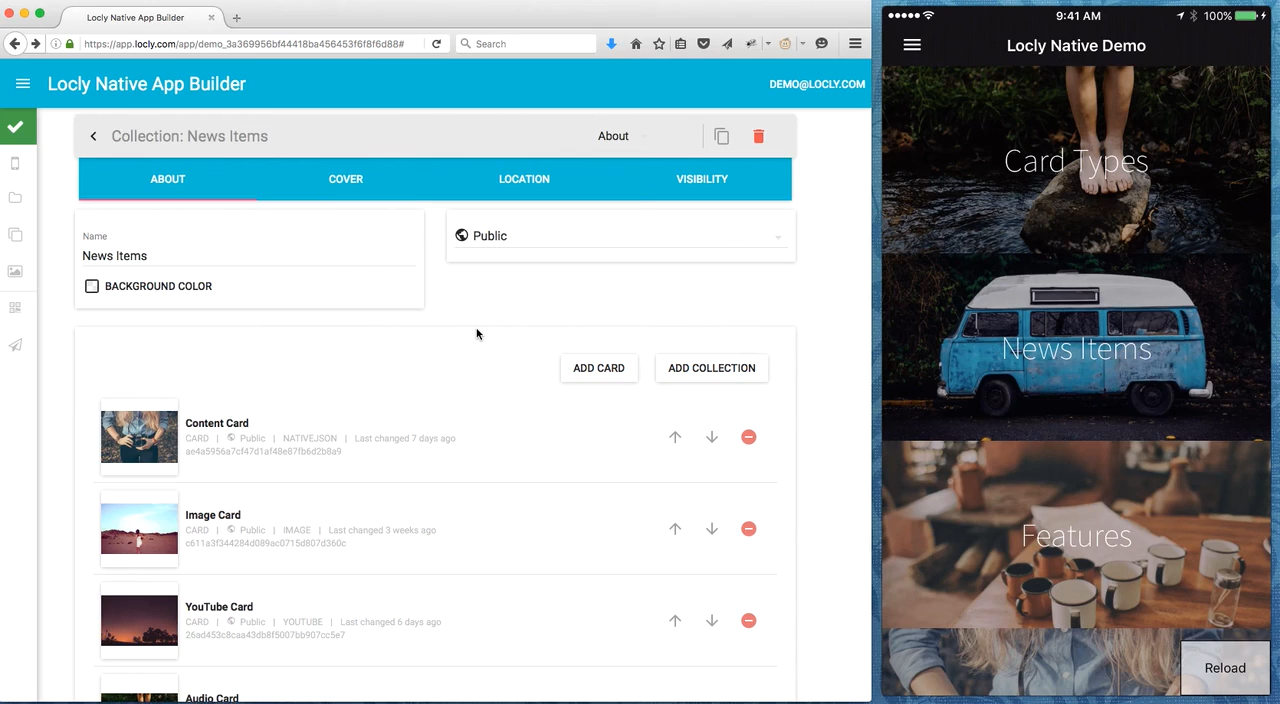 Locly Native App Builder
https://app.locly.com/app/demo_3a369956bf44418ba456453f6f8f6d88#
Search
Locly Native App Builder
DEMO@LOCLY.COM
Collection: News Items
About
ABOUT
COVER
LOCATION
VISIBILITY
Name
News Items
BACKGROUND COLOR
Public
ADD CARD
ADD COLLECTION
Content Card
CARD | Public | NATIVEJSON | Last changed 7 days ago
ae4a5956a7cf47d1af48e87fb6d2b8a9
Image Card
CARD | Public | IMAGE | Last changed 3 weeks ago
c611a3f344284d089ac0715d807d360c
YouTube Card
CARD | Public | YOUTUBE | Last changed 6 days ago
26ad453c8caa43db8f5007bb907cc5e7
Audio Card
9:41 AM
100%
Locly Native Demo
Card Types
News Items
Features
Reload